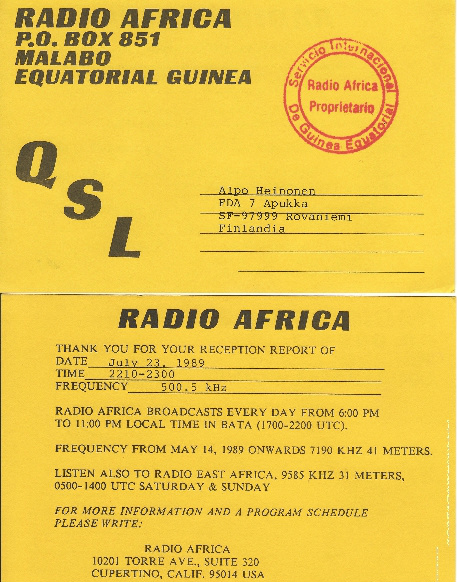 RADIO AFRICA
P.O. BOX 851
MALABO
EQUATORIAL GUINEA
Servicio Internacional
Radio Africa
Proprietario
De Guinea Equatorial
QSL
Alpo Heinonen
PDA 7 Apukka
SF-97999 Rovaniemi
Finlandia
RADIO AFRICA
THANK YOU FOR YOUR RECEPTION REPORT OF
DATE July 23, 1989
TIME 2210-2300
FREQUENCY 500.5 kHz
RADIO AFRICA BROADCASTS EVERY DAY FROM 6:00 PM
TO 11:00 PM LOCAL TIME IN BATA (1700-2200 UTC).
FREQUENCY FROM MAY 14, 1989 ONWARDS 7190 KHZ 41 METERS.
LISTEN ALSO TO RADIO EAST AFRICA, 9585 KHZ 31 METERS,
0500-1400 UTC SATURDAY & SUNDAY
FOR MORE INFORMATION AND A PROGRAM SCHEDULE
PLEASE WRITE:
RADIO AFRICA
10201 TORRE AVE., SUITE 320
CUPERTINO, CALIF. 95014 USA